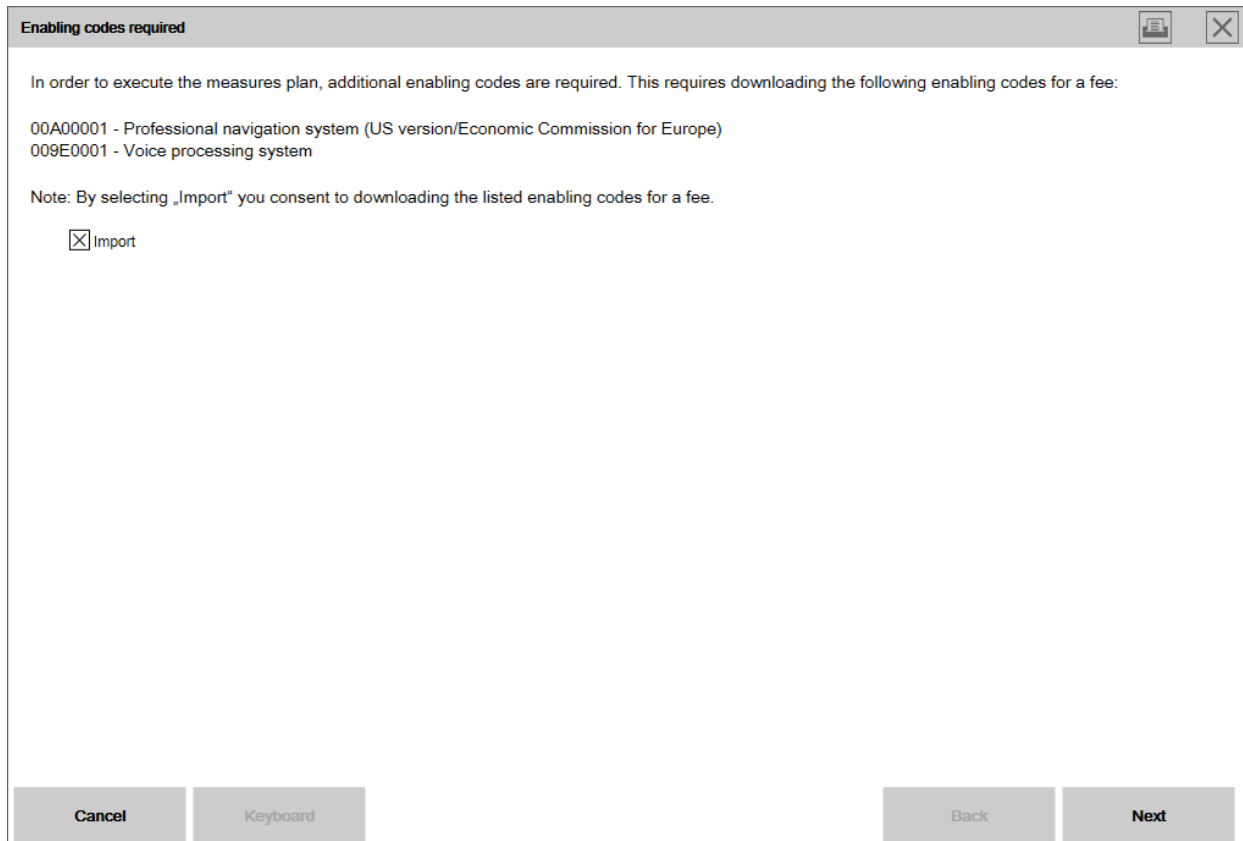 Enabling codes required
In order to execute the measures plan, additional enabling codes are required. This requires downloading the following enabling codes for a fee:
00A00001 - Professional navigation system (US version/Economic Commission for Europe)
009E0001 - Voice processing system
Note: By selecting „Import“ you consent to downloading the listed enabling codes for a fee.
Import
Cancel
Keyboard
Back
Next